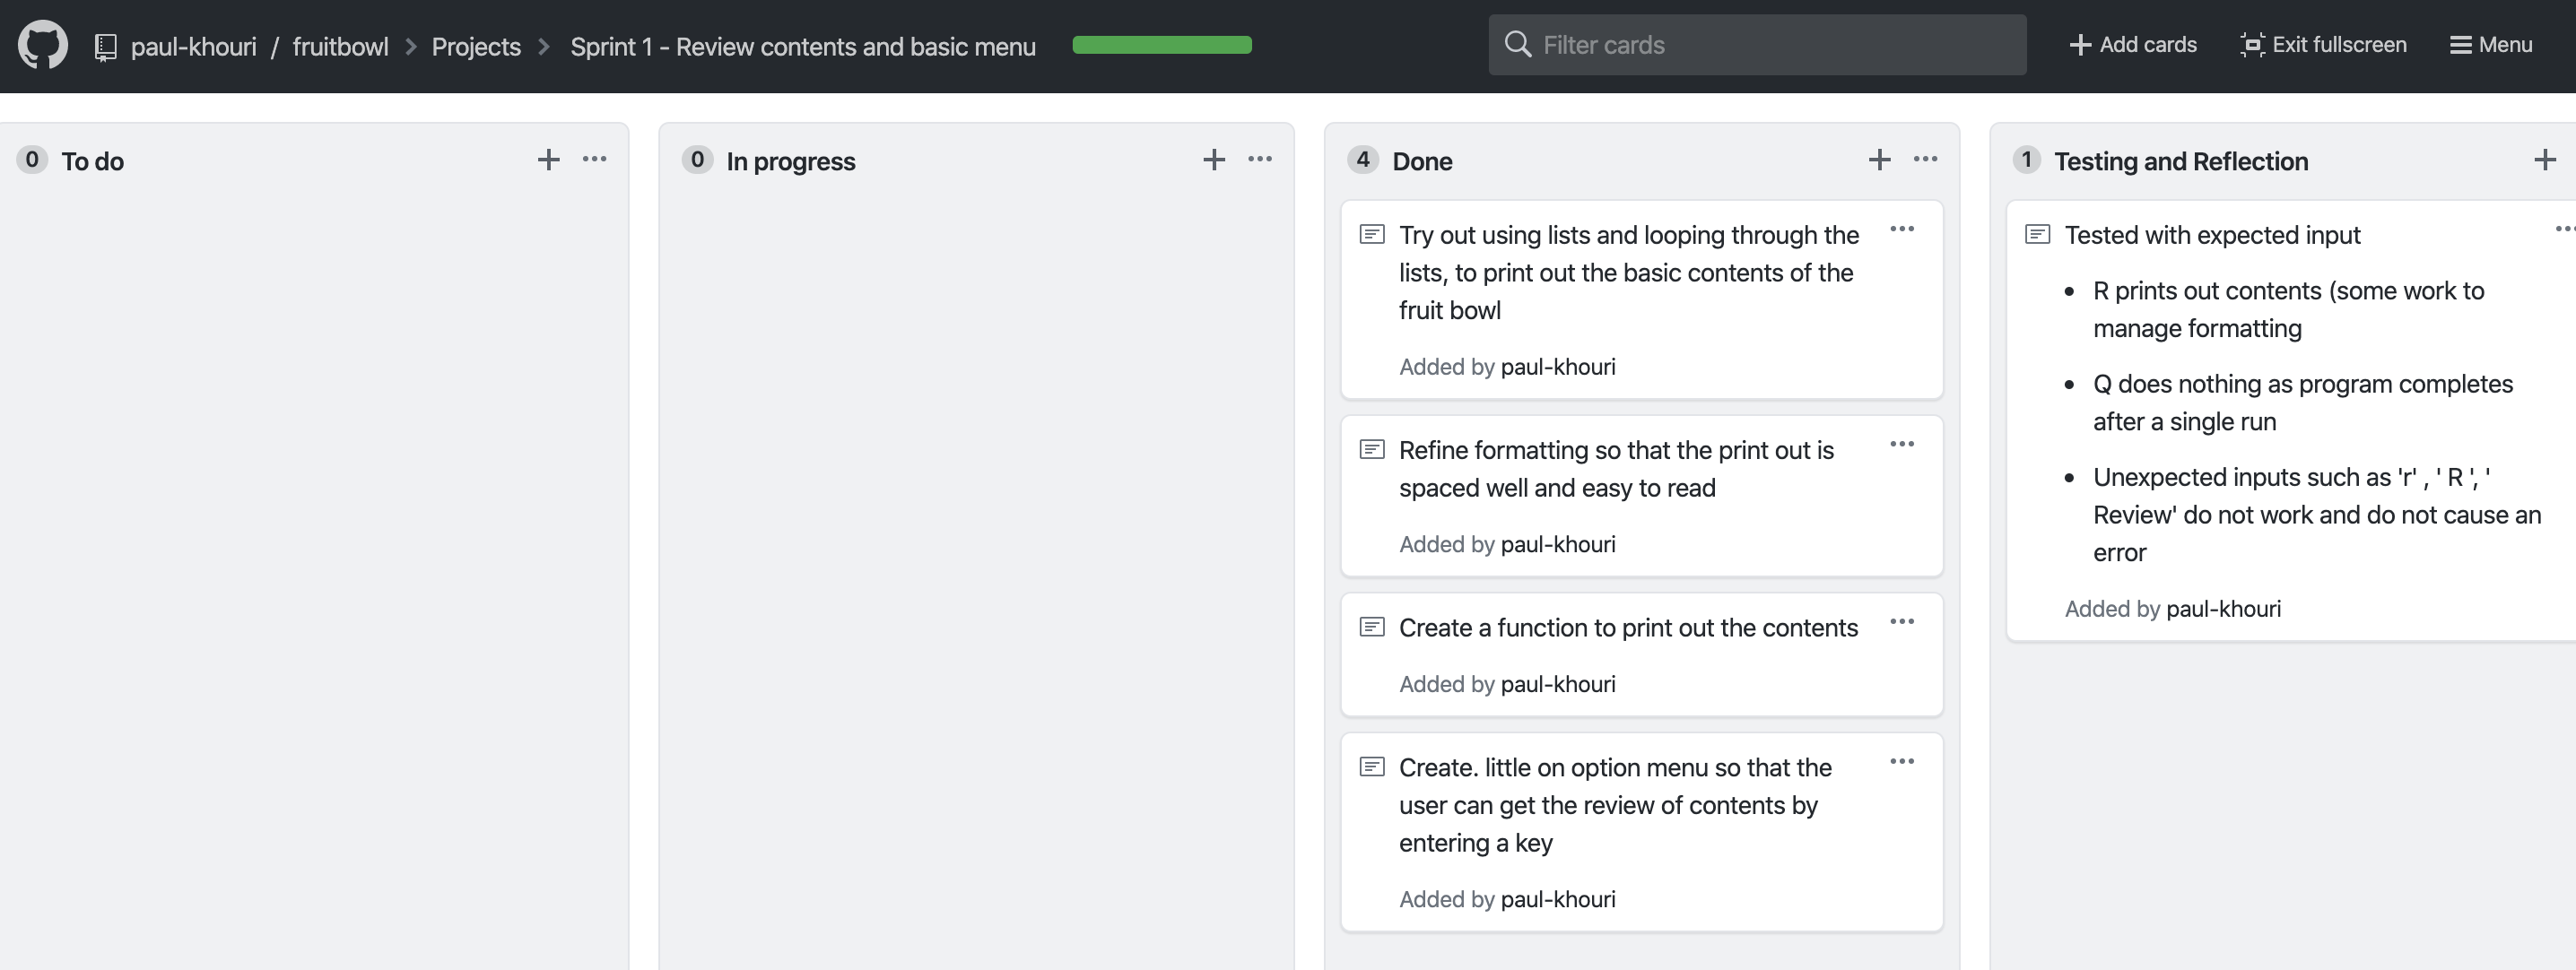 paul-khouri / fruitbowl > Projects > Sprint 1 - Review contents and basic menu
Filter cards
Add cards
Exit fullscreen
Menu
0 To do
0 In progress
4 Done
Try out using lists and looping through the
lists, to print out the basic contents of the
fruit bowl
Added by paul-khouri
Refine formatting so that the print out is
spaced well and easy to read
Added by paul-khouri
Create a function to print out the contents
Added by paul-khouri
Create. little on option menu so that the
user can get the review of contents by
entering a key
Added by paul-khouri
1 Testing and Reflection
Tested with expected input
• R prints out contents (some work to
manage formatting
• Q does nothing as program completes
after a single run
• Unexpected inputs such as 'r' , ' R ', '
Review' do not work and do not cause an
error
Added by paul-khouri